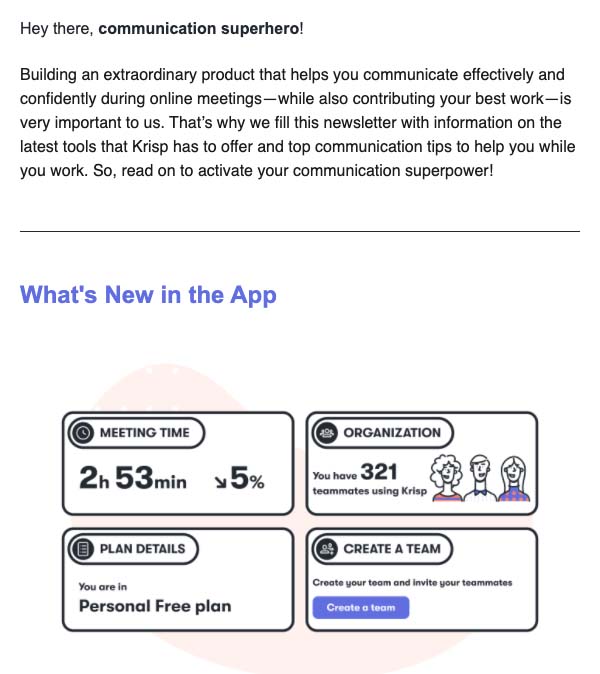 Hey there, communication superhero!
Building an extraordinary product that helps you communicate effectively and
confidently during online meetings—while also contributing your best work—is
very important to us. That’s why we fill this newsletter with information on the
latest tools that Krisp has to offer and top communication tips to help you while
you work. So, read on to activate your communication superpower!
What's New in the App
MEETING TIME
2h 53min ↘5%
ORGANIZATION
You have 321
teammates using Krisp
PLAN DETAILS
You are in
Personal Free plan
CREATE A TEAM
Create your team and invite your teammates
Create a team